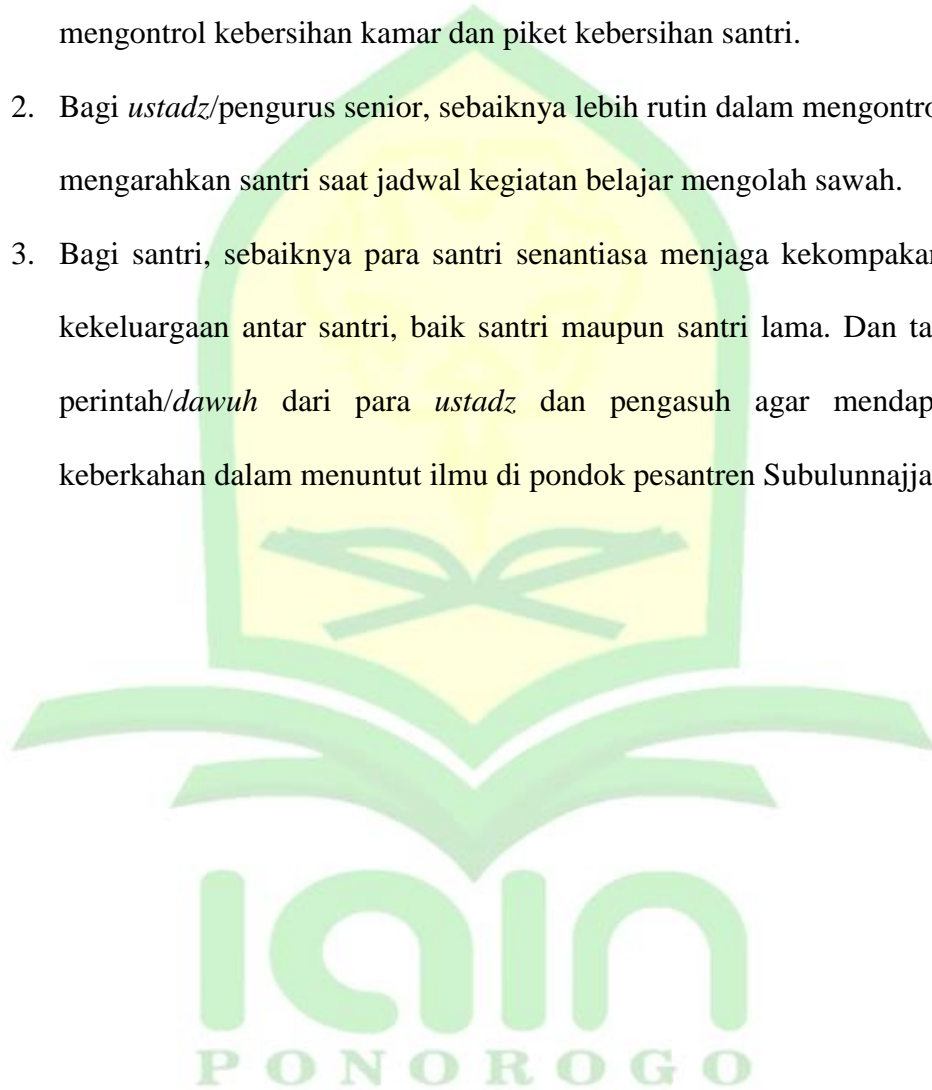 mengontrol kebersihan kamar dan piket kebersihan santri.
2. Bagi ustadz/pengurus senior, sebaiknya lebih rutin dalam mengontro
mengarahkan santri saat jadwal kegiatan belajar mengolah sawah.
3. Bagi santri, sebaiknya para santri senantiasa menjaga kekompakan
kekeluargaan antar santri, baik santri maupun santri lama. Dan ta
perintah/dawuh dari para ustadz dan pengasuh agar mendap
keberkahan dalam menuntut ilmu di pondok pesantren Subulunnajja
iain
PONOROGO